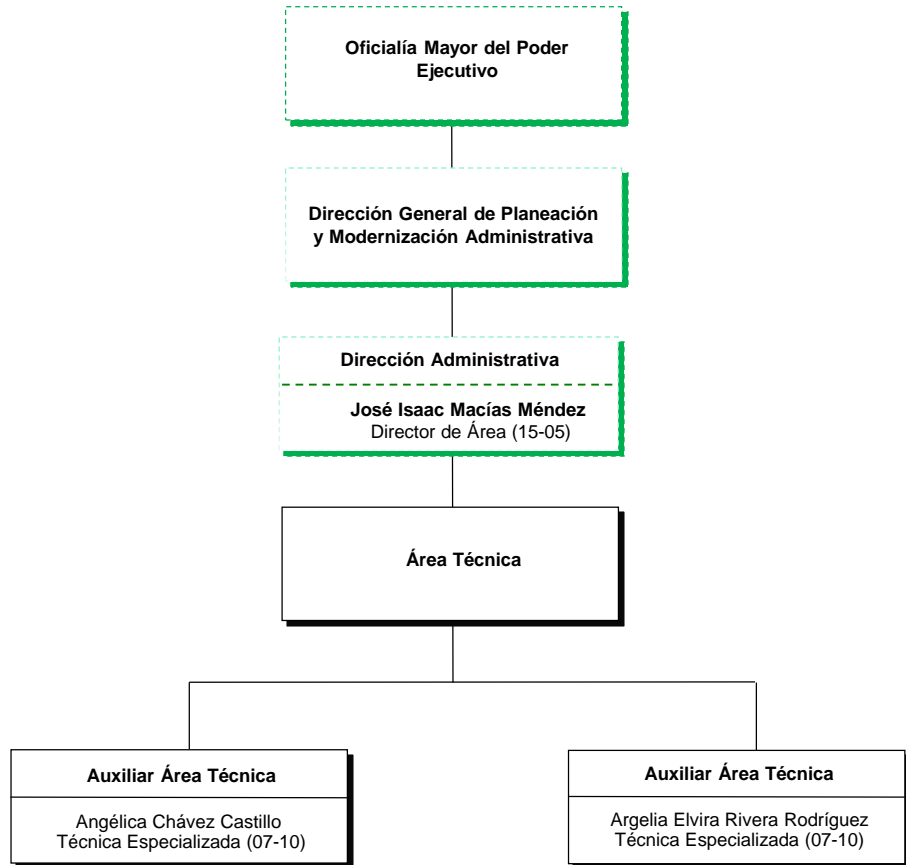 Oficialía Mayor del Poder
Ejecutivo
Dirección General de Planeación
y Modernización Administrativa
Dirección Administrativa
José Isaac Macías Méndez
Director de Área (15-05)
Área Técnica
Auxiliar Área Técnica
Angélica Chávez Castillo
Técnica Especializada (07-10)
Auxiliar Área Técnica
Argelia Elvira Rivera Rodríguez
Técnica Especializada (07-10)